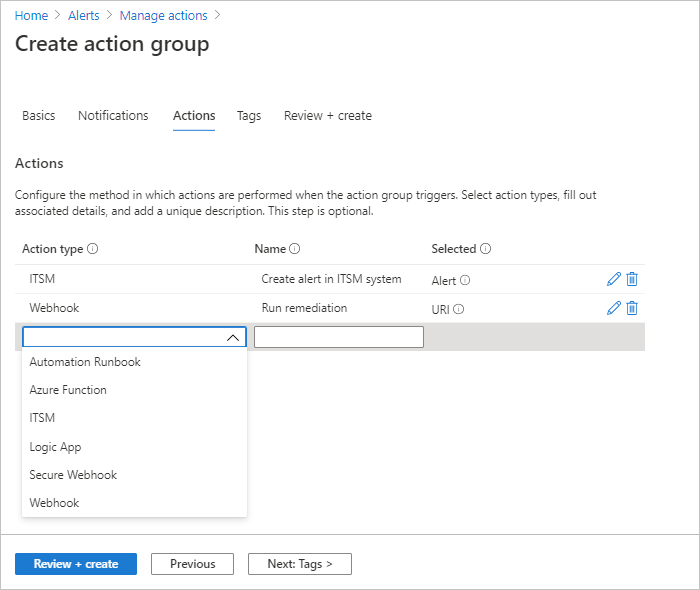 Home > Alerts > Manage actions >
Create action group
Basics Notifications Actions Tags Review + create
Actions
Configure the method in which actions are performed when the action group triggers. Select action types, fill out
associated details, and add a unique description. This step is optional.
Action type Name Selected
ITSM Create alert in ITSM system Alert
Webhook Run remediation URI
Automation Runbook
Azure Function
ITSM
Logic App
Secure Webhook
Webhook
Review + create Previous Next: Tags >